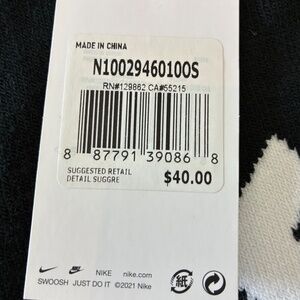 MADE IN CHINA
N10029460100S
RN#129862 CA#55215
8 87791 39086 8
SUGGESTED RETAIL
DETAIL SUGGRE
$40.00
NIKE nike.com
SWOOSH JUST DO IT ©2021 Nike
紙